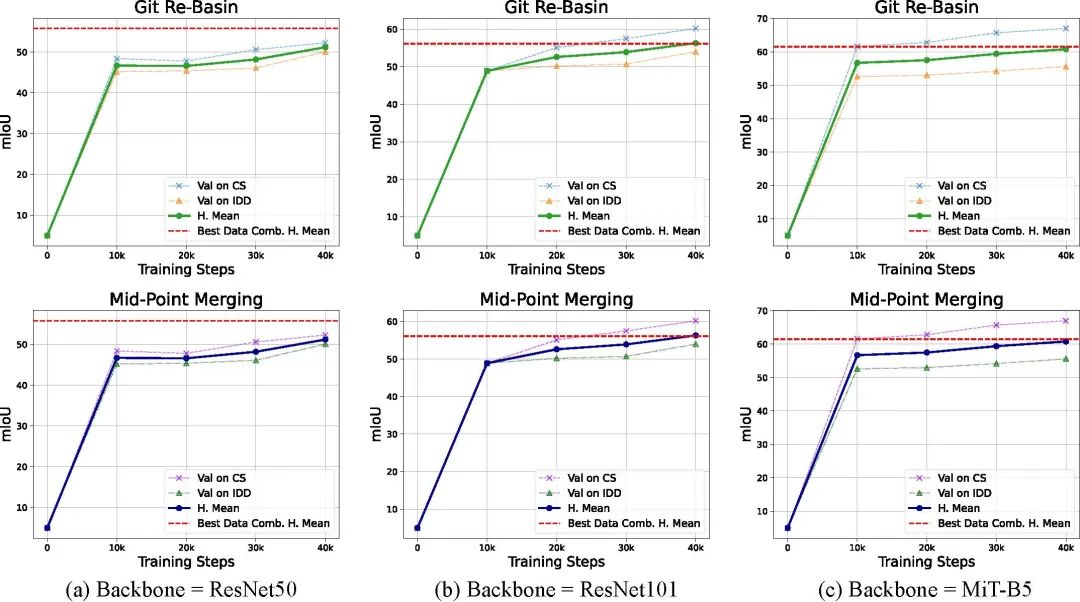 Git Re-Basin
mIoU
50
40
30
20
10
0
10k
20k
30k
40k
Training Steps
Val on CS
Val on IDD
H. Mean
Best Data Comb. H. Mean
Git Re-Basin
mIoU
60
50
40
30
20
10
0
10k
20k
30k
40k
Training Steps
Val on CS
Val on IDD
H. Mean
Best Data Comb. H. Mean
Git Re-Basin
mIoU
70
60
50
40
30
20
10
0
10k
20k
30k
40k
Training Steps
Val on CS
Val on IDD
H. Mean
Best Data Comb. H. Mean
Mid-Point Merging
mIoU
50
40
30
20
10
0
10k
20k
30k
40k
Training Steps
Val on CS
Val on IDD
H. Mean
Best Data Comb. H. Mean
Mid-Point Merging
mIoU
60
50
40
30
20
10
0
10k
20k
30k
40k
Training Steps
Val on CS
Val on IDD
H. Mean
Best Data Comb. H. Mean
Mid-Point Merging
mIoU
70
60
50
40
30
20
10
0
10k
20k
30k
40k
Training Steps
Val on CS
Val on IDD
H. Mean
Best Data Comb. H. Mean
(a) Backbone = ResNet50
(b) Backbone = ResNet101
(c) Backbone = MiT-B5